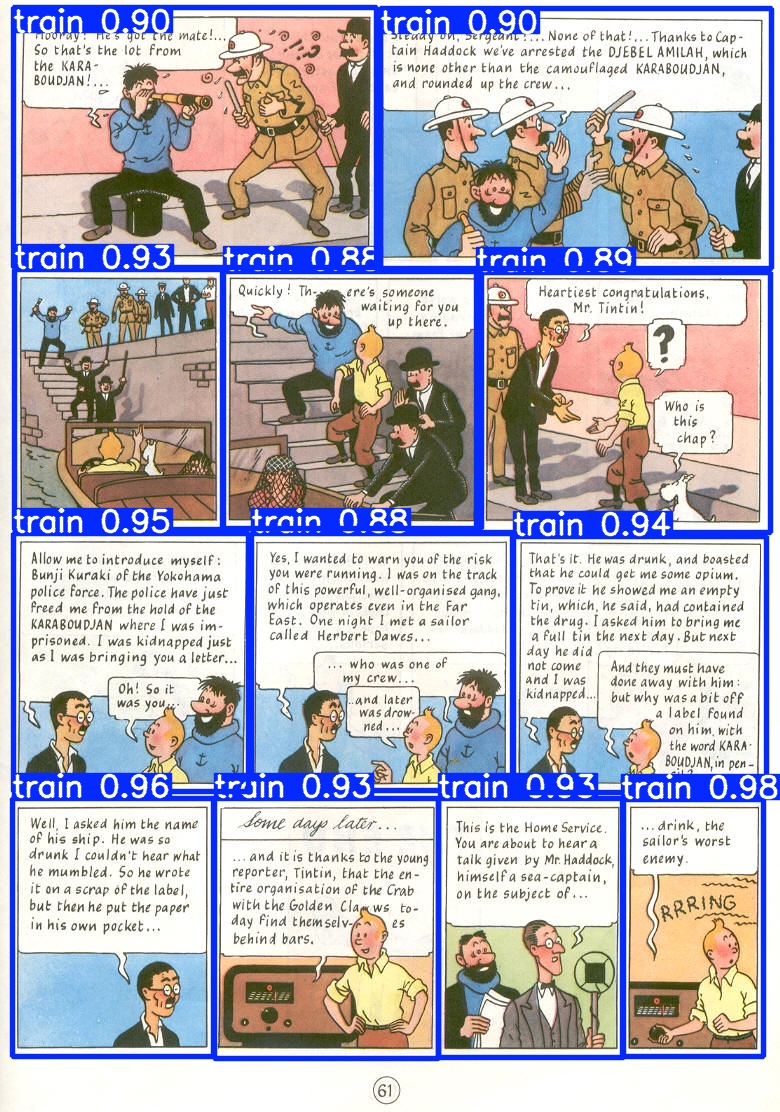 train 0.90
Hooray! He's got the mate!...
So that's the lot from
the KARA-
BOUDJAN!...
train 0.90
Steady on, Sergeant!... None of that!... Thanks to Cap-
tain Haddock we've arrested the DJEBEL AMILAH, which
is none other than the camouflaged KARABOUDJAN,
and rounded up the crew...
train 0.93
train 0.88
Quickly! Th- ere's someone
waiting for you
up there.
train 0.89
Heartiest congratulations,
Mr. Tintin!
?
Who is
this
chap?
train 0.95
Allow me to introduce myself:
Bunji Kuraki of the Yokohama
police force. The police have just
freed me from the hold of the
KARABOUDJAN where I was im-
prisoned. I was kidnapped just
as I was bringing you a letter...
Oh! So it
was you...
train 0.88
Yes, I wanted to warn you of the risk
you were running. I was on the track
of this powerful, well-organised gang,
which operates even in the Far
East. One night I met a sailor
called Herbert Dawes...
... who was one of
my crew...
...and later
was drow-
ned...
train 0.94
That's it. He was drunk, and boasted
that he could get me some opium.
To prove it he showed me an empty
tin, which, he said, had contained
the drug. I asked him to bring me
a full tin the next day. But next
day he did
not come
and I was
kidnapped...
And they must have
done away with him:
but why was a bit off
a label found
on him, with
the word KARA-
BOUDJAN, in pen-
cil?
train 0.96
Well, I asked him the name
of his ship. He was so
drunk I couldn't hear what
he mumbled. So he wrote
it on a scrap of the label,
but then he put the paper
in his own pocket...
train 0.93
Some days later...
... and it is thanks to the young
reporter, Tintin, that the en-
tire organisation of the Crab
with the Golden Claws to-
day find themselv- es
behind bars.
train 0.93
This is the Home Service.
You are about to hear a
talk given by Mr. Haddock,
himself a sea-captain,
on the subject of...
train 0.98
... drink, the
sailor's worst
enemy.
RRRING
61